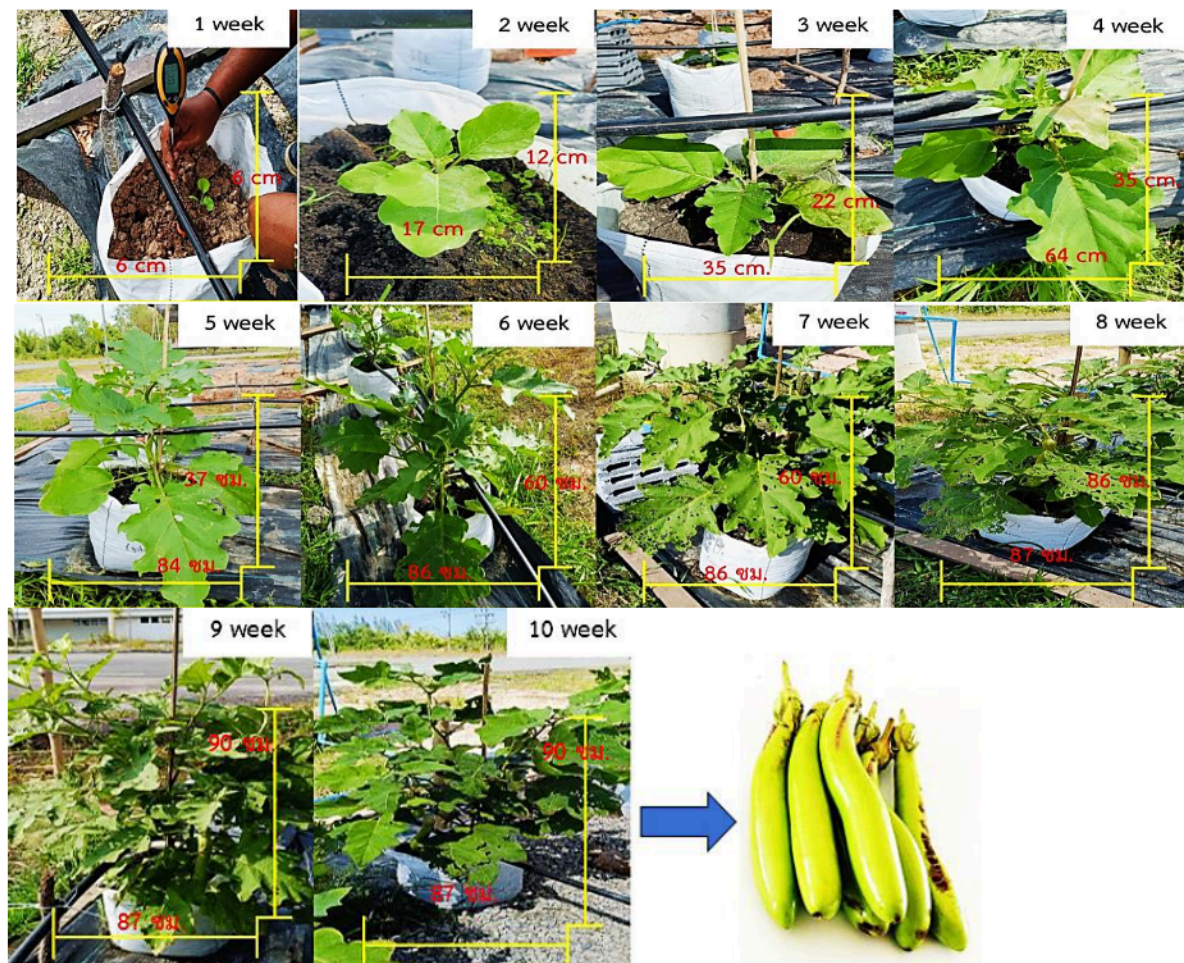 1 week
6 cm
6 cm
2 week
12 cm
17 cm
3 week
22 cm.
35 cm.
4 week
35 cm.
64 cm
5 week
37 ซม.
84 ซม.
6 week
60 ซม.
86 ซม.
7 week
60 ซม.
86 ซม.
8 week
86 ซม.
87 ซม.
9 week
90 ซม.
87 ซม
10 week
90 ซม.
87 ซม.